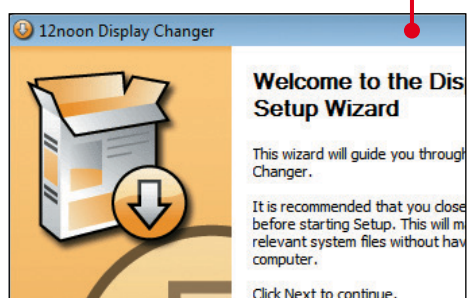 12noon Display Changer
Welcome to the Dis
Setup Wizard
This wizard will guide you through
Changer.
It is recommended that you close
before starting Setup. This will m
relevant system files without hav
computer.
Click Next to continue.